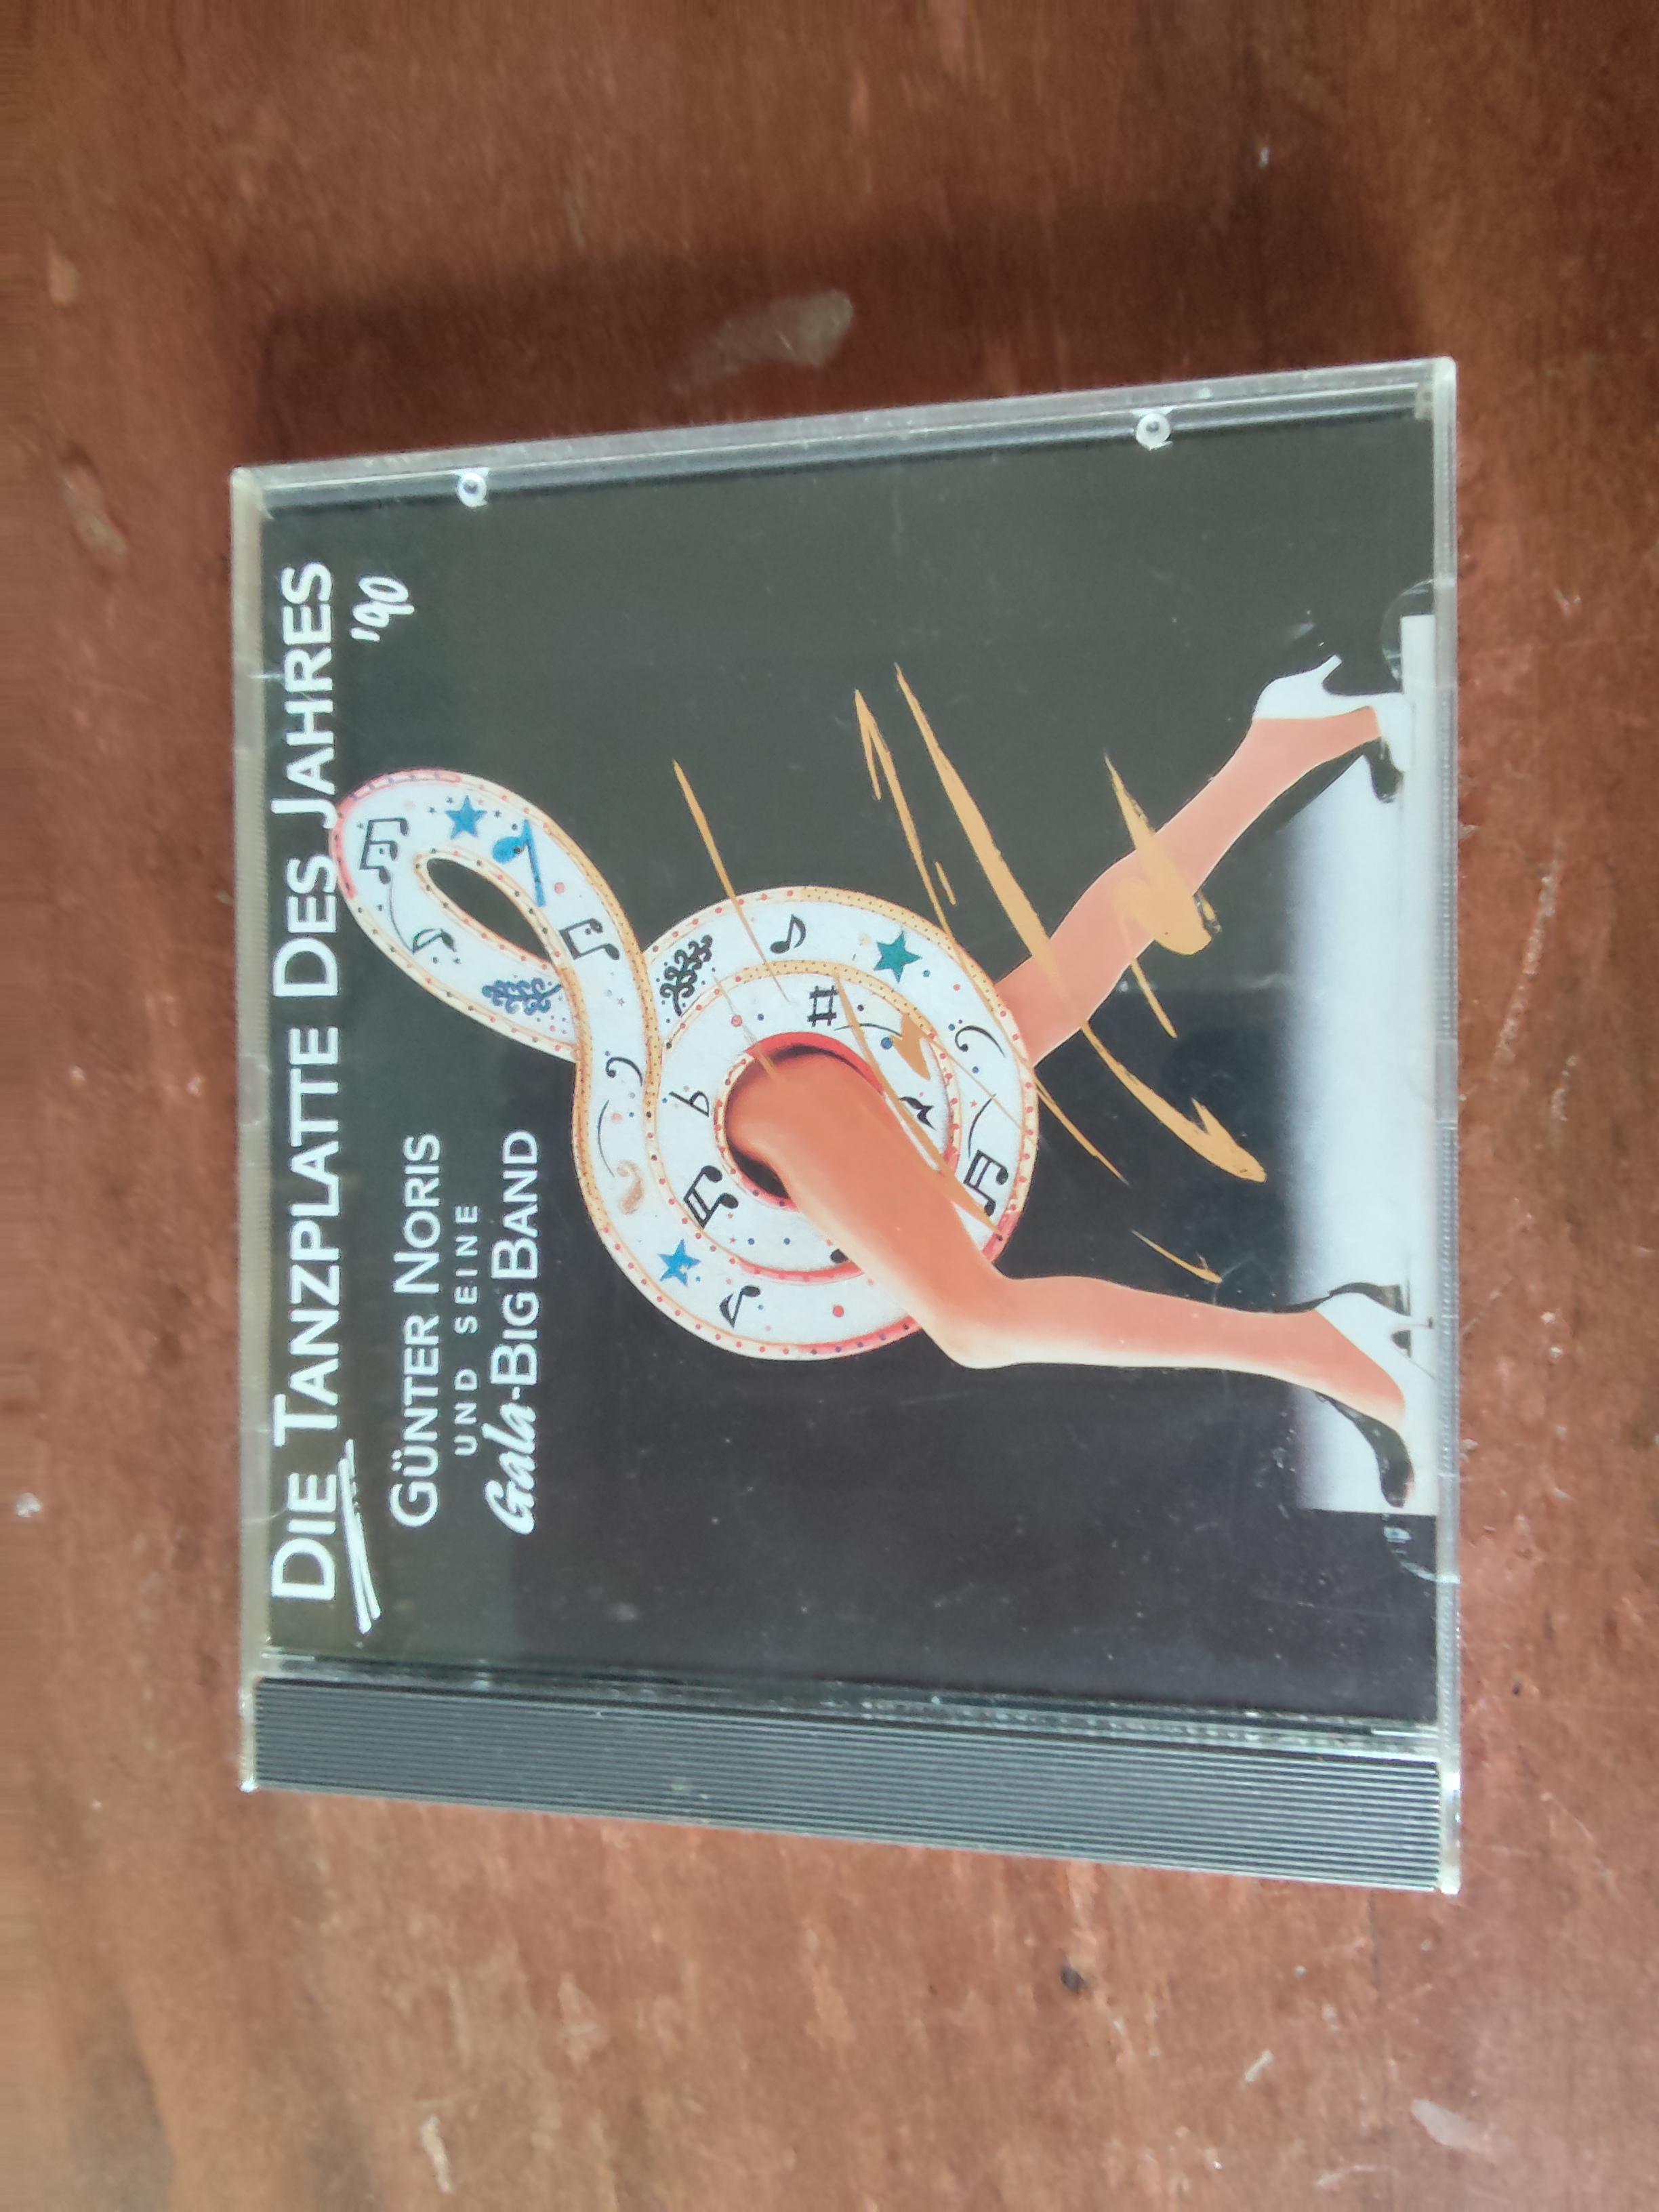 DIE TANZPLATTE DES JAHRES
'90
GÜNTER NORIS
UND SEINE
Gala-BIG BAND